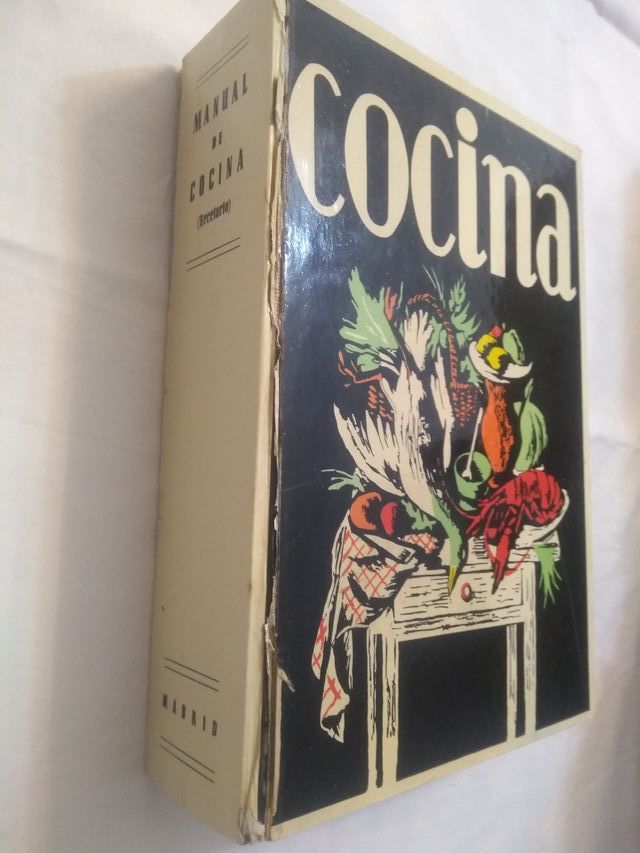 MANUAL
DE
COCINA
(Recetario)
MADRID
cocina